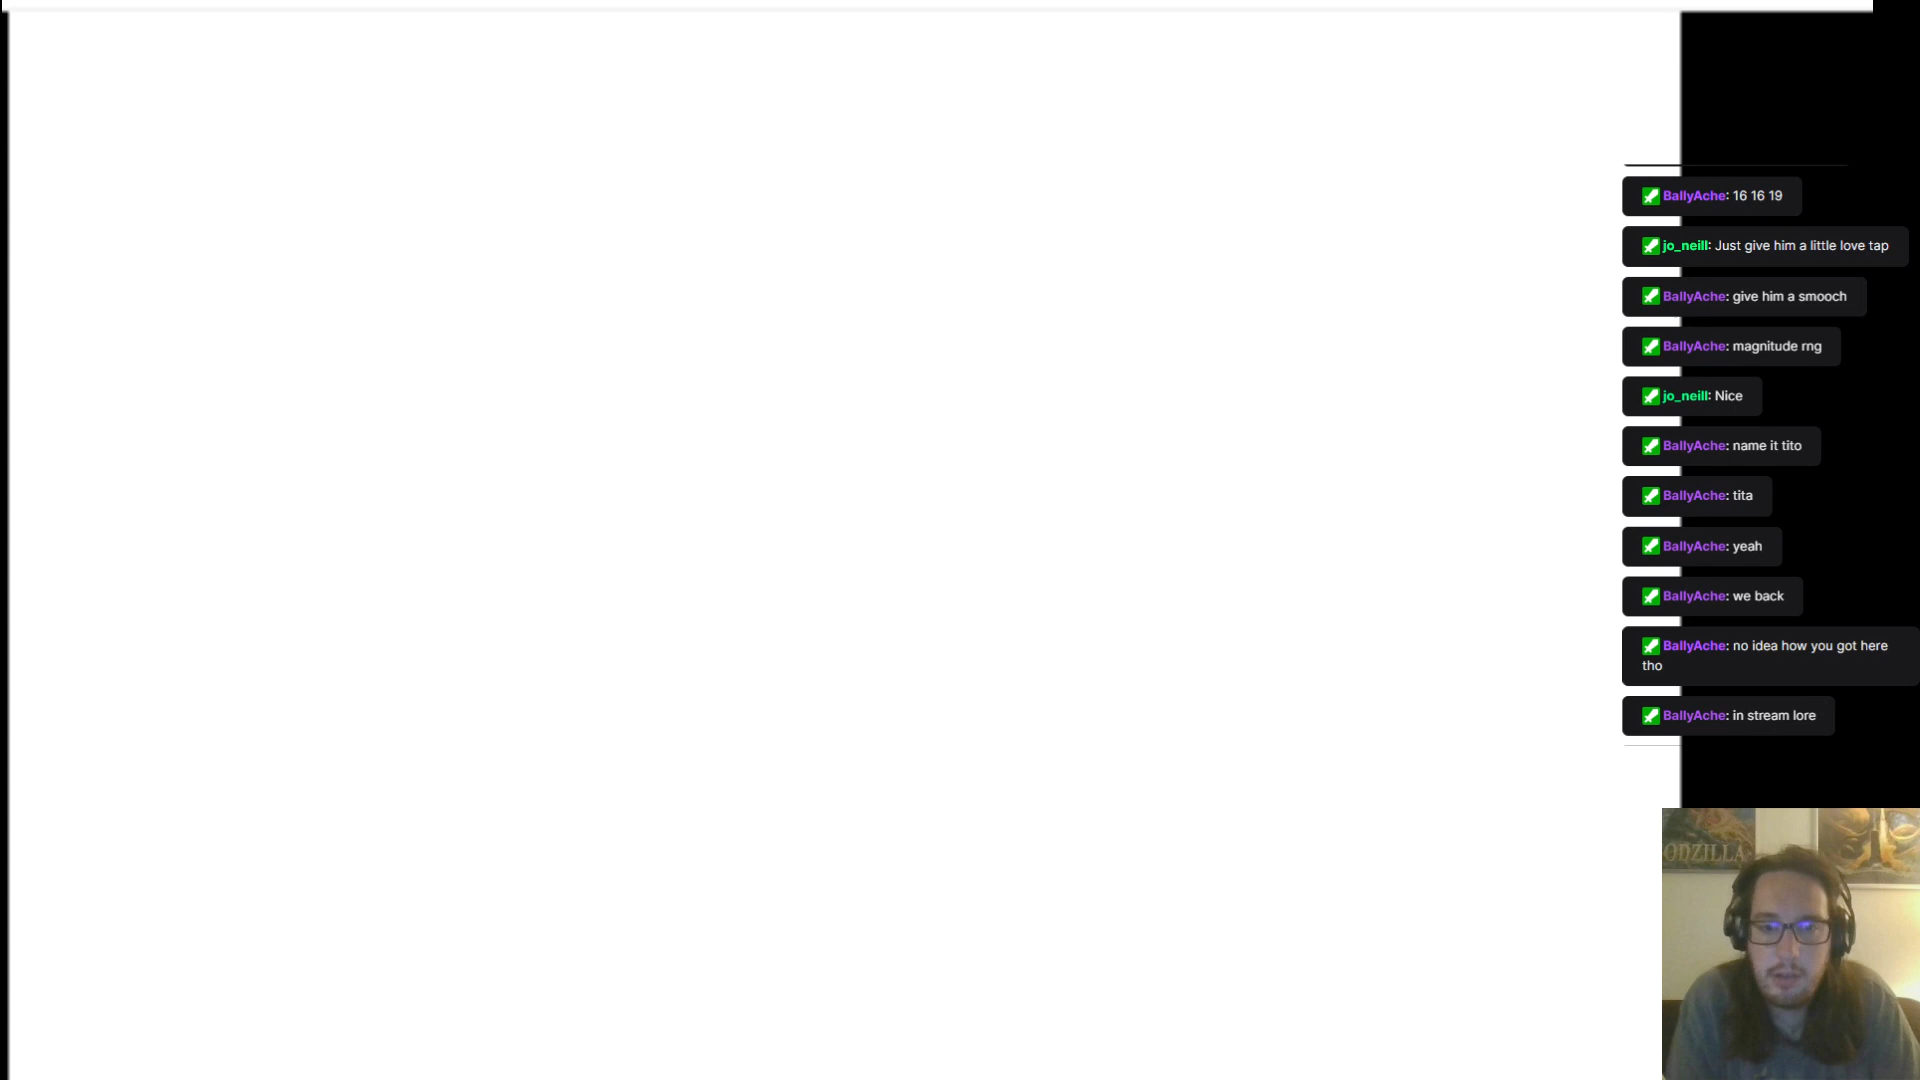 BallyAche: 16 16 19
jo_neill: Just give him a little love tap
BallyAche: give him a smooch
BallyAche: magnitude rng
jo_neill: Nice
BallyAche: name it tito
BallyAche: tita
BallyAche: yeah
BallyAche: we back
BallyAche: no idea how you got here
tho
BallyAche: in stream lore
ODZILLA